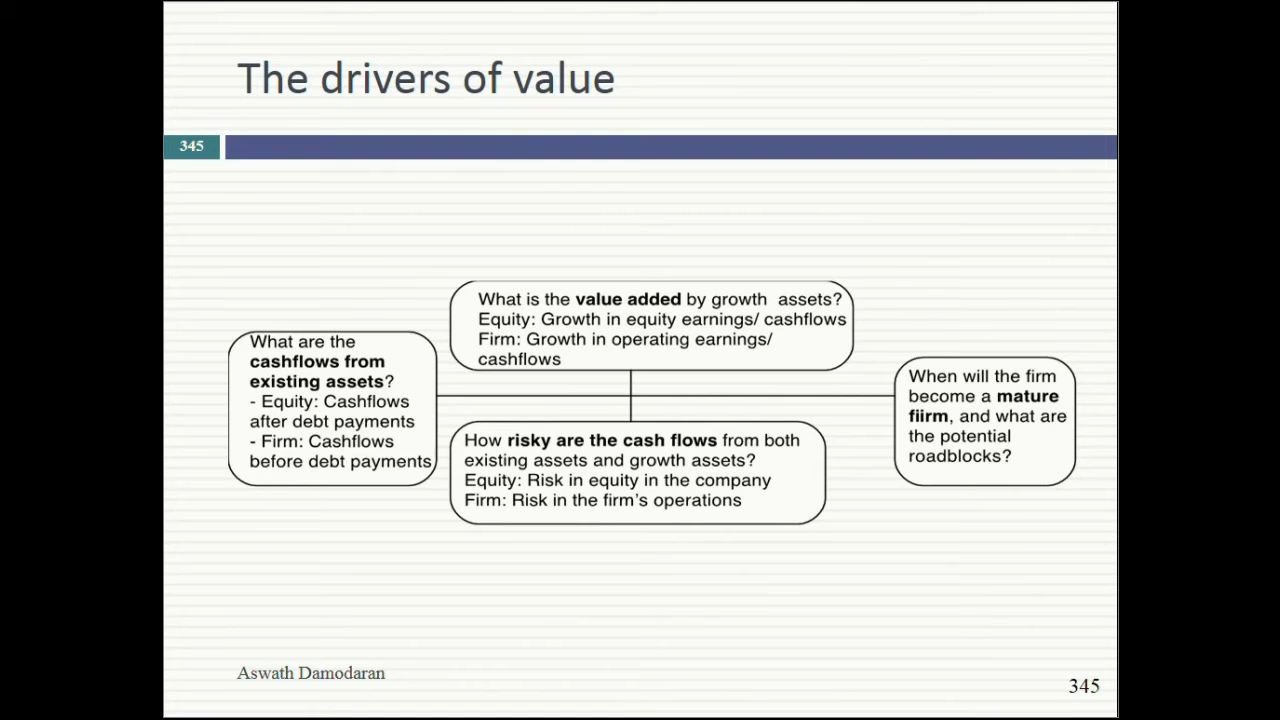 The drivers of value
345
What is the value added by growth assets?
Equity: Growth in equity earnings/ cashflows
Firm: Growth in operating earnings/
cashflows
What are the
cashflows from
existing assets?
- Equity: Cashflows
after debt payments
- Firm: Cashflows
before debt payments
When will the firm
become a mature
fiirm, and what are
the potential
roadblocks?
How risky are the cash flows from both
existing assets and growth assets?
Equity: Risk in equity in the company
Firm: Risk in the firm's operations
Aswath Damodaran
345